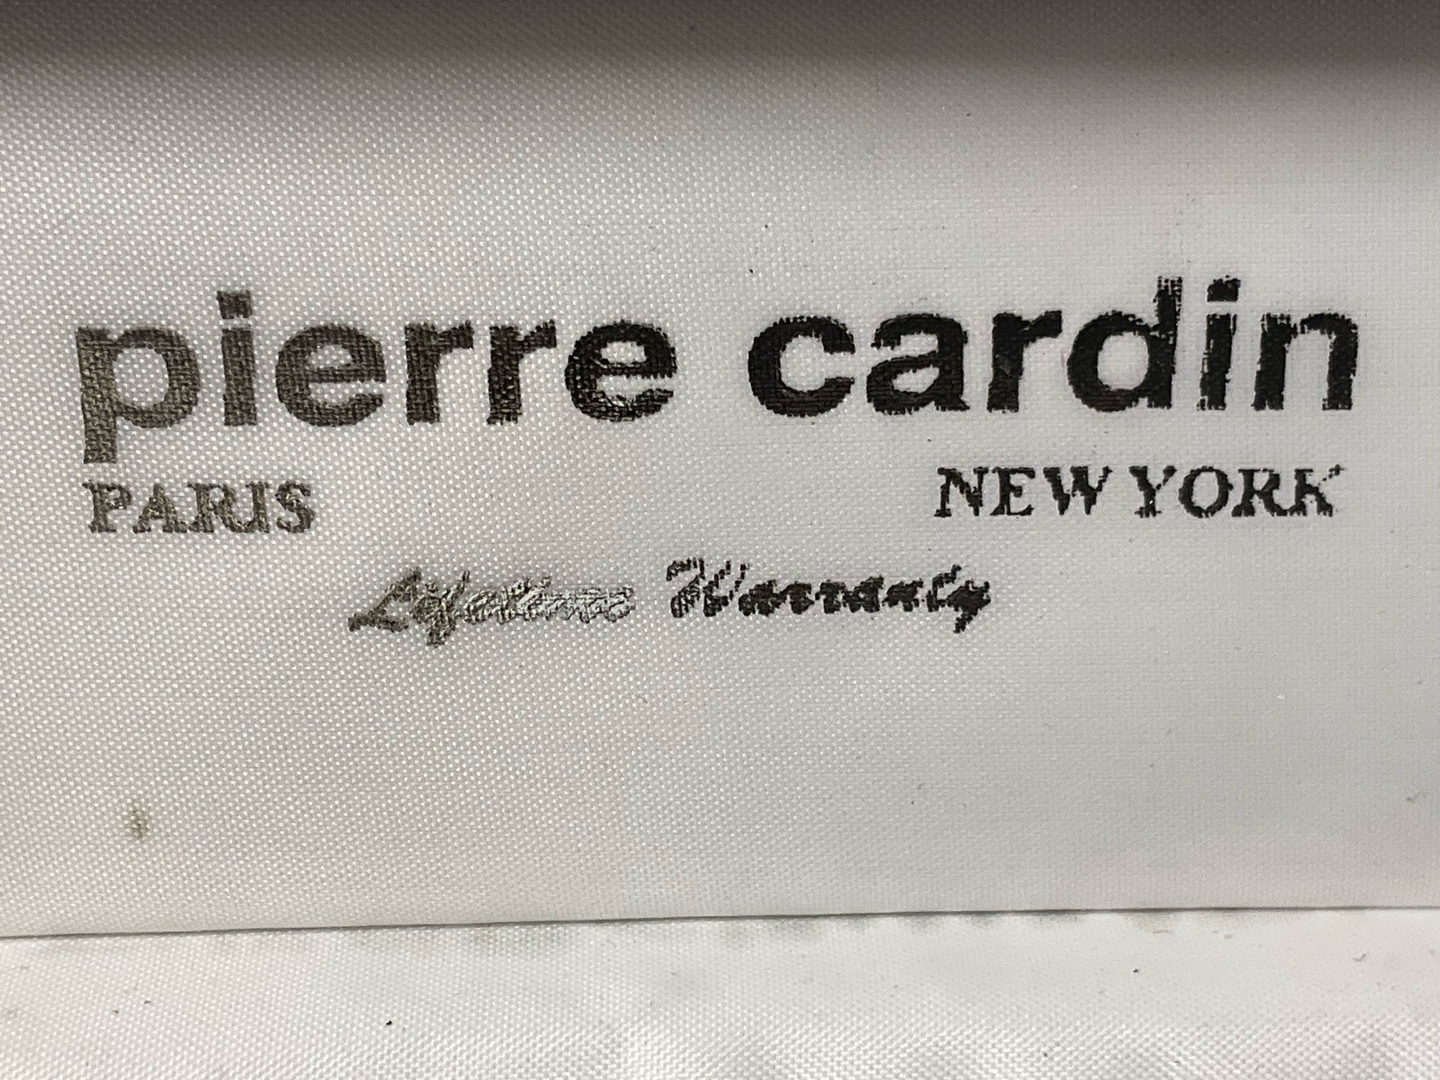 pierre cardin
PARIS NEW YORK
Lifetime Warranty